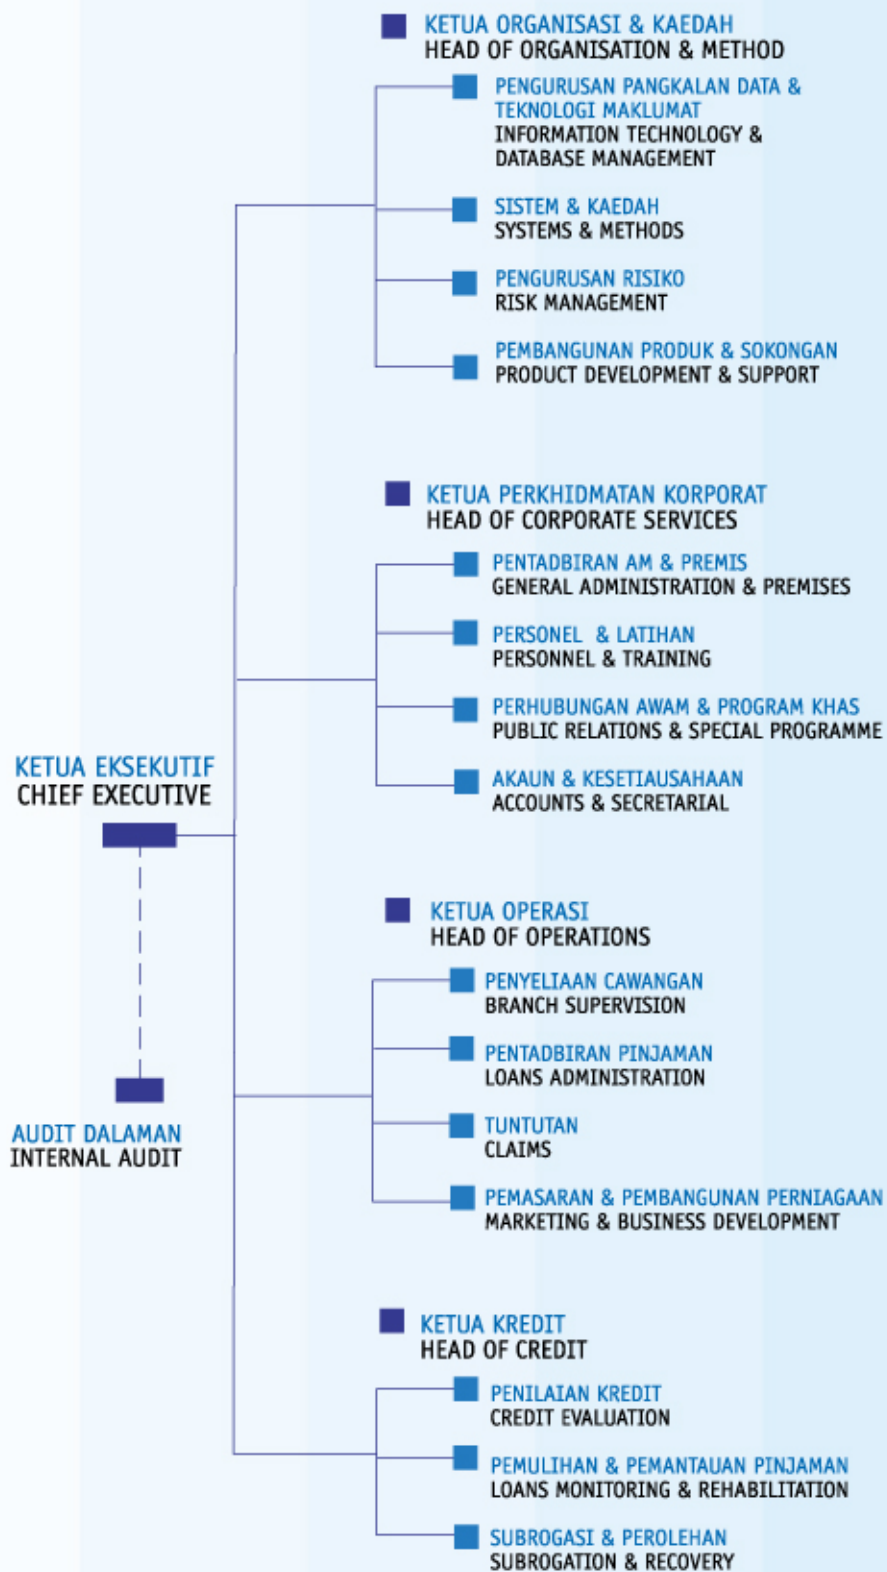 KETUA ORGANISASI & KAEDAH
HEAD OF ORGANISATION & METHOD
PENGURUSAN PANGKALAN DATA &
TEKNOLOGI MAKLUMAT
INFORMATION TECHNOLOGY &
DATABASE MANAGEMENT
SISTEM & KAEDAH
SYSTEMS & METHODS
PENGURUSAN RISIKO
RISK MANAGEMENT
PEMBANGUNAN PRODUK & SOKONGAN
PRODUCT DEVELOPMENT & SUPPORT
KETUA PERKHIDMATAN KORPORAT
HEAD OF CORPORATE SERVICES
PENTADBIRAN AM & PREMIS
GENERAL ADMINISTRATION & PREMISES
PERSONEL & LATIHAN
PERSONNEL & TRAINING
PERHUBUNGAN AWAM & PROGRAM KHAS
PUBLIC RELATIONS & SPECIAL PROGRAMME
AKAUN & KESETIAUSAHAAN
ACCOUNTS & SECRETARIAL
KETUA EKSEKUTIF
CHIEF EXECUTIVE
KETUA OPERASI
HEAD OF OPERATIONS
PENYELIAAN CAWANGAN
BRANCH SUPERVISION
PENTADBIRAN PINJAMAN
LOANS ADMINISTRATION
TUNTUTAN
CLAIMS
PEMASARAN & PEMBANGUNAN PERNIAGAAN
MARKETING & BUSINESS DEVELOPMENT
AUDIT DALAMAN
INTERNAL AUDIT
KETUA KREDIT
HEAD OF CREDIT
PENILAIAN KREDIT
CREDIT EVALUATION
PEMULIHAN & PEMANTAUAN PINJAMAN
LOANS MONITORING & REHABILITATION
SUBROGASI & PEROLEHAN
SUBROGATION & RECOVERY